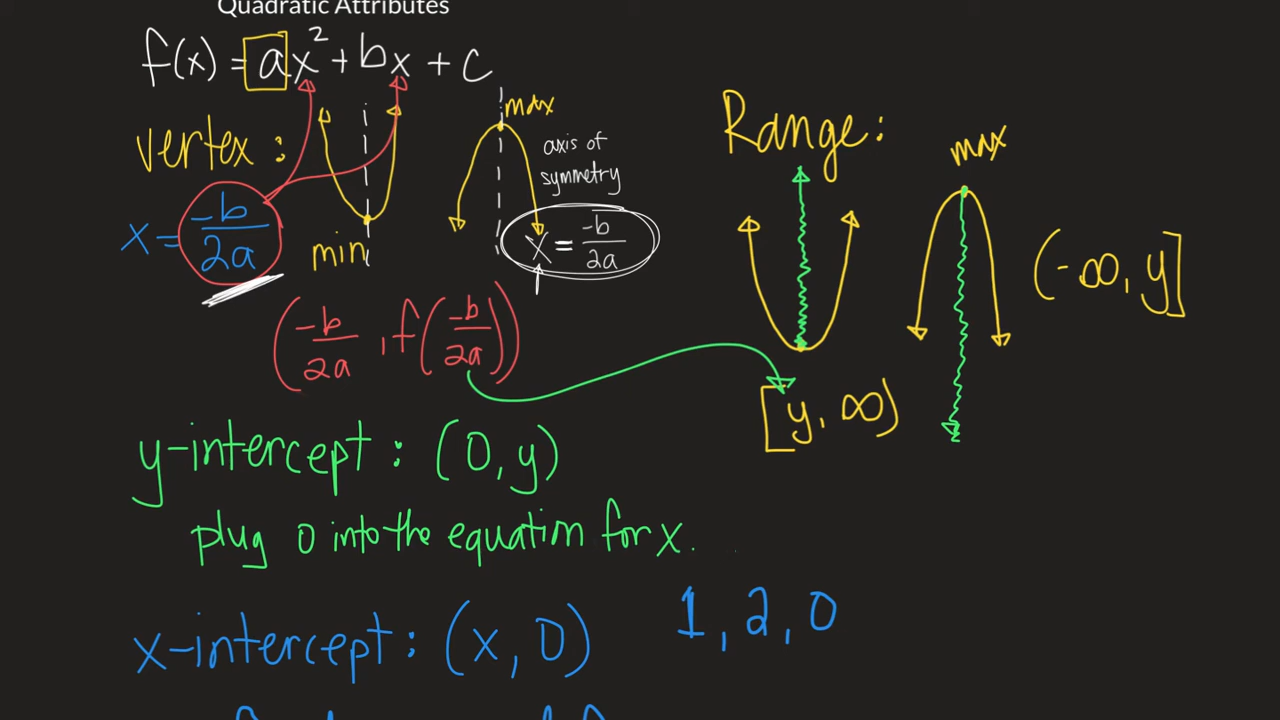 Quadratic Attributes
f(x) = ax² + bx + c
vertex:
x = -b/2a
min
max
axis of
symmetry
x = -b/2a
(-b/2a, f(-b/2a))
Range:
[y, ∞)
max
(-∞, y]
y-intercept: (0, y)
plug 0 into the equation for x.
x-intercept: (x, 0)
1, 2, 0